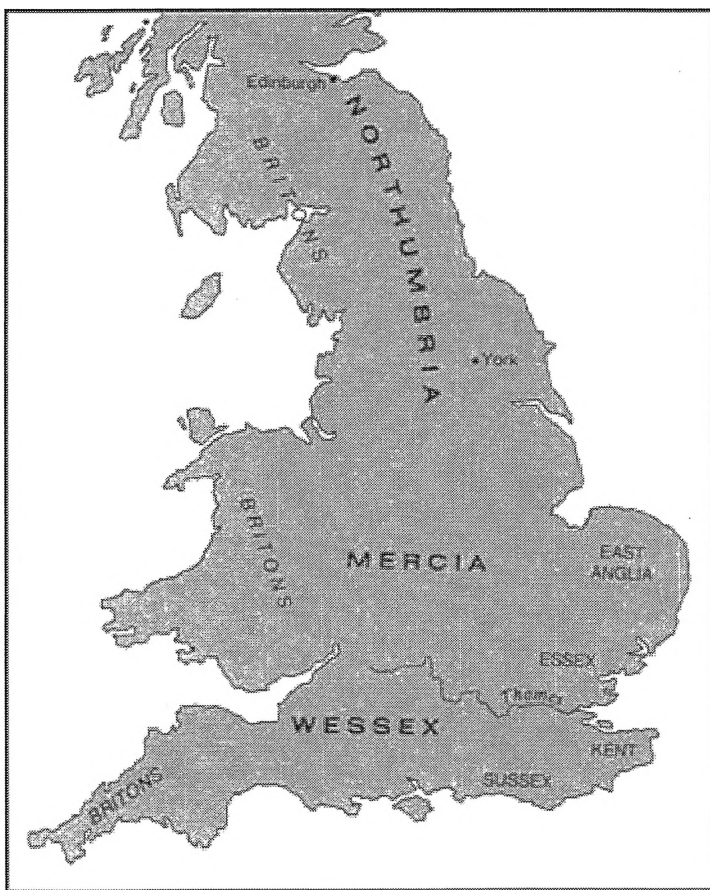 Edinburgh
NORTHUMBRIA
BRITONS
York
BRITONS
MERCIA
EAST
ANGLIA
ESSEX
Thames
WESSEX
KENT
SUSSEX
BRITONS